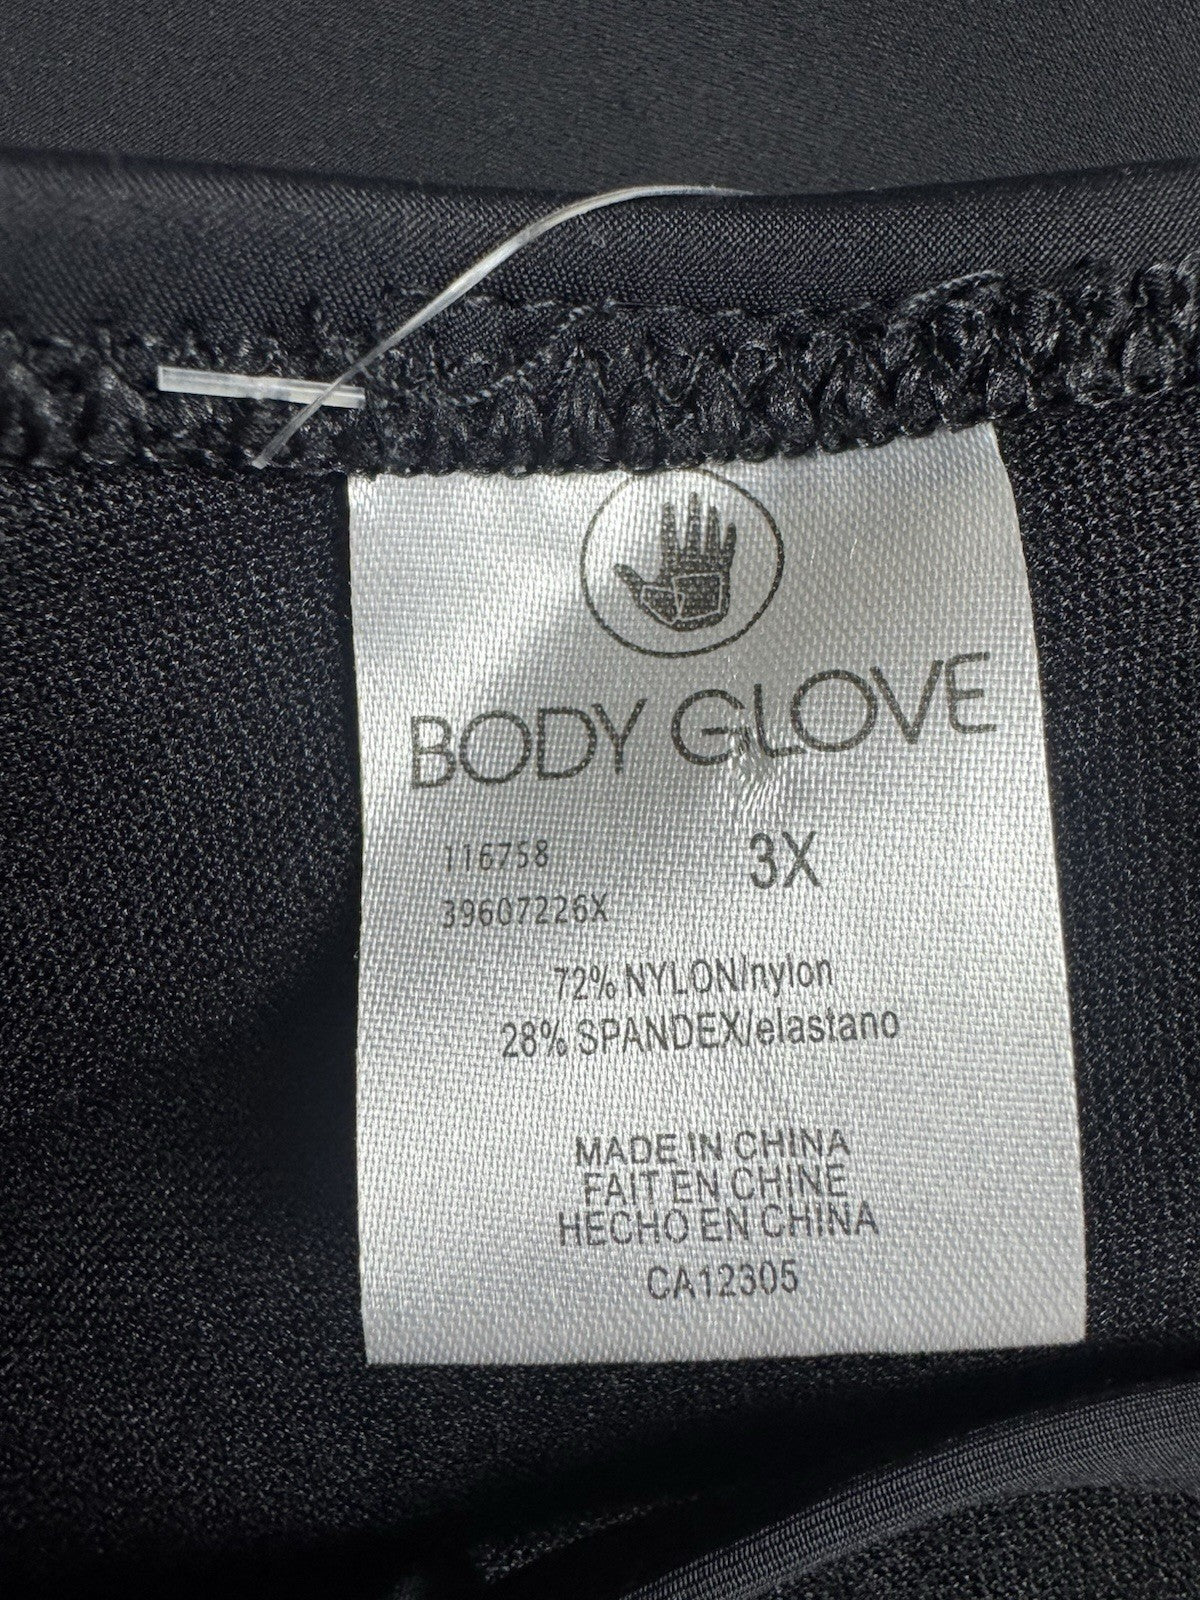 BODY GLOVE
116758 3X
39607226X
72% NYLON/nylon
28% SPANDEX/elastano
MADE IN CHINA
FAIT EN CHINE
HECHO EN CHINA
CA12305